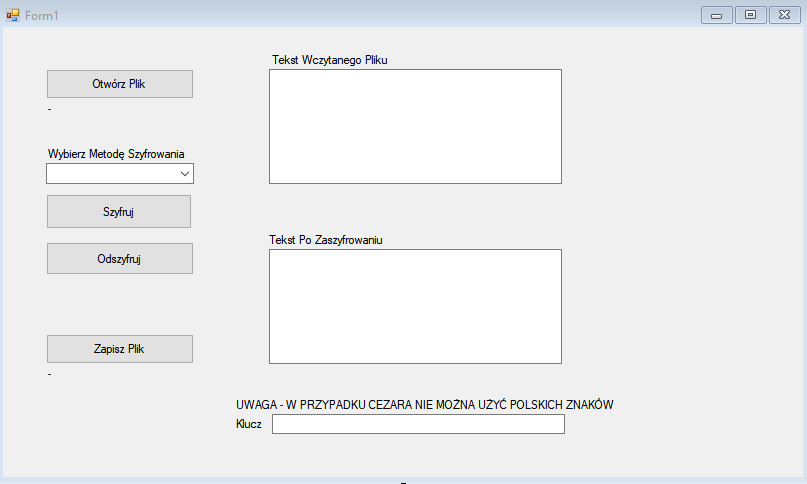 Form1
Otwórz Plik
-
Wybierz Metodę Szyfrowania
Szyfruj
Odszyfruj
Zapisz Plik
-
Tekst Wczytanego Pliku
Tekst Po Zaszyfrowaniu
UWAGA - W PRZYPADKU CEZARA NIE MOŻNA UŻYĆ POLSKICH ZNAKÓW
Klucz